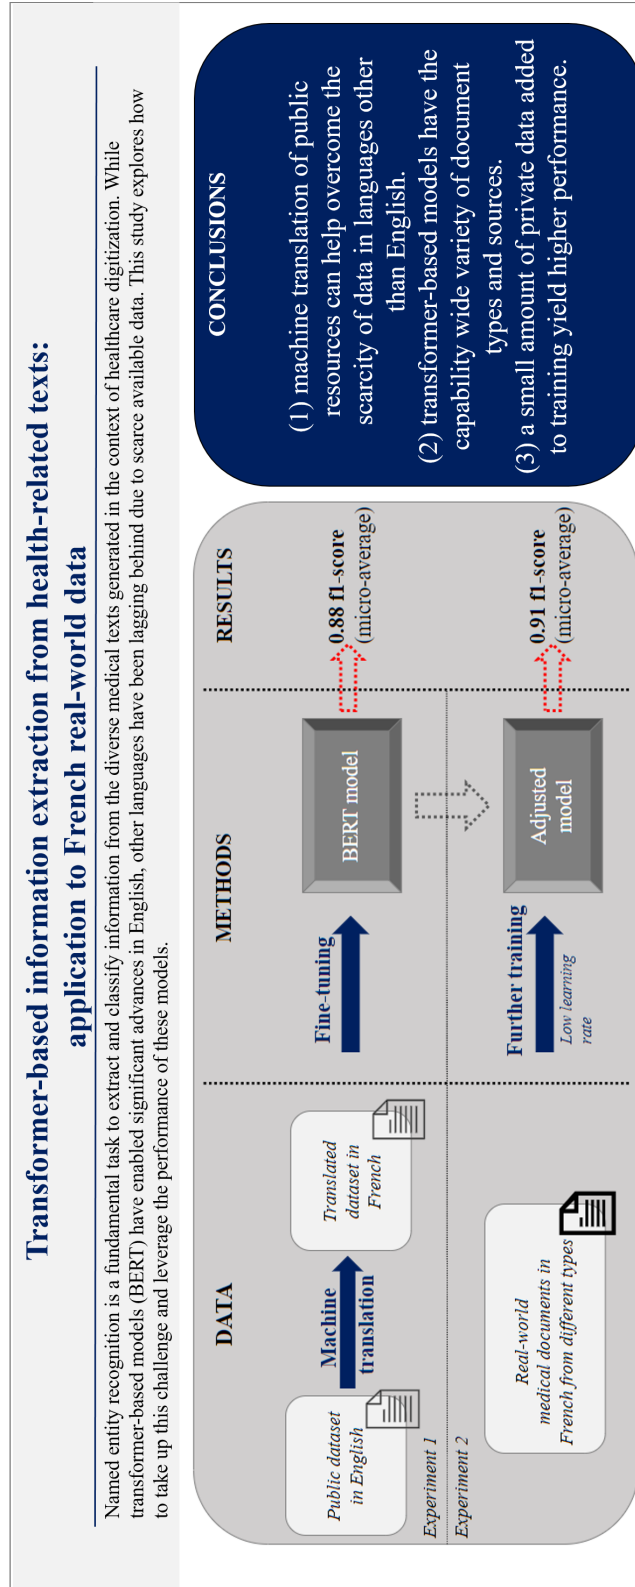 Transformer-based information extraction from health-related texts:
application to French real-world data
Named entity recognition is a fundamental task to extract and classify information from the diverse medical texts generated in the context of healthcare digitization. While
transformer-based models (BERT) have enabled significant advances in English, other languages have been lagging behind due to scarce available data. This study explores how
to take up this challenge and leverage the performance of these models.
DATA
Public dataset
in English
Machine
translation
Translated
dataset in
French
Experiment 1
Experiment 2
Real-world
medical documents in
French from different types
METHODS
Fine-tuning
BERT model
Further training
Low learning
rate
Adjusted
model
RESULTS
0.88 f1-score
(micro-average)
0.91 f1-score
(micro-average)
CONCLUSIONS
(1) machine translation of public
resources can help overcome the
scarcity of data in languages other
than English.
(2) transformer-based models have the
capability wide variety of document
types and sources.
(3) a small amount of private data added
to training yield higher performance.